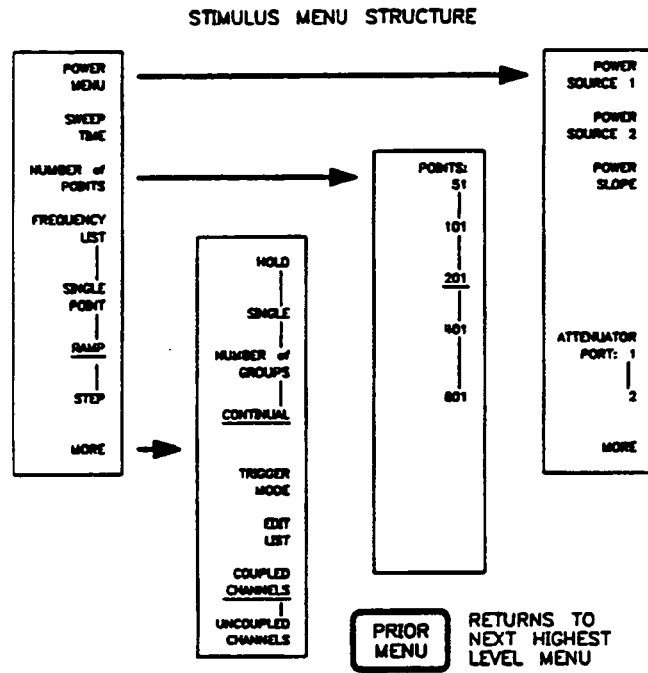 STIMULUS MENU STRUCTURE
POWER
MENU
SWEEP
TIME
NUMBER of
POINTS
FREQUENCY
LIST
SINGLE
POINT
RAMP
STEP
MORE
HOLD
SINGLE
NUMBER of
GROUPS
CONTINUAL
TRIGGER
MODE
EDIT
LIST
COUPLED
CHANNELS
UNCOUPLED
CHANNELS
POINTS:
51
101
201
401
801
POWER
SOURCE 1
POWER
SOURCE 2
POWER
SLOPE
ATTENUATOR
PORT: 1
2
MORE
PRIOR
MENU
RETURNS TO
NEXT HIGHEST
LEVEL MENU